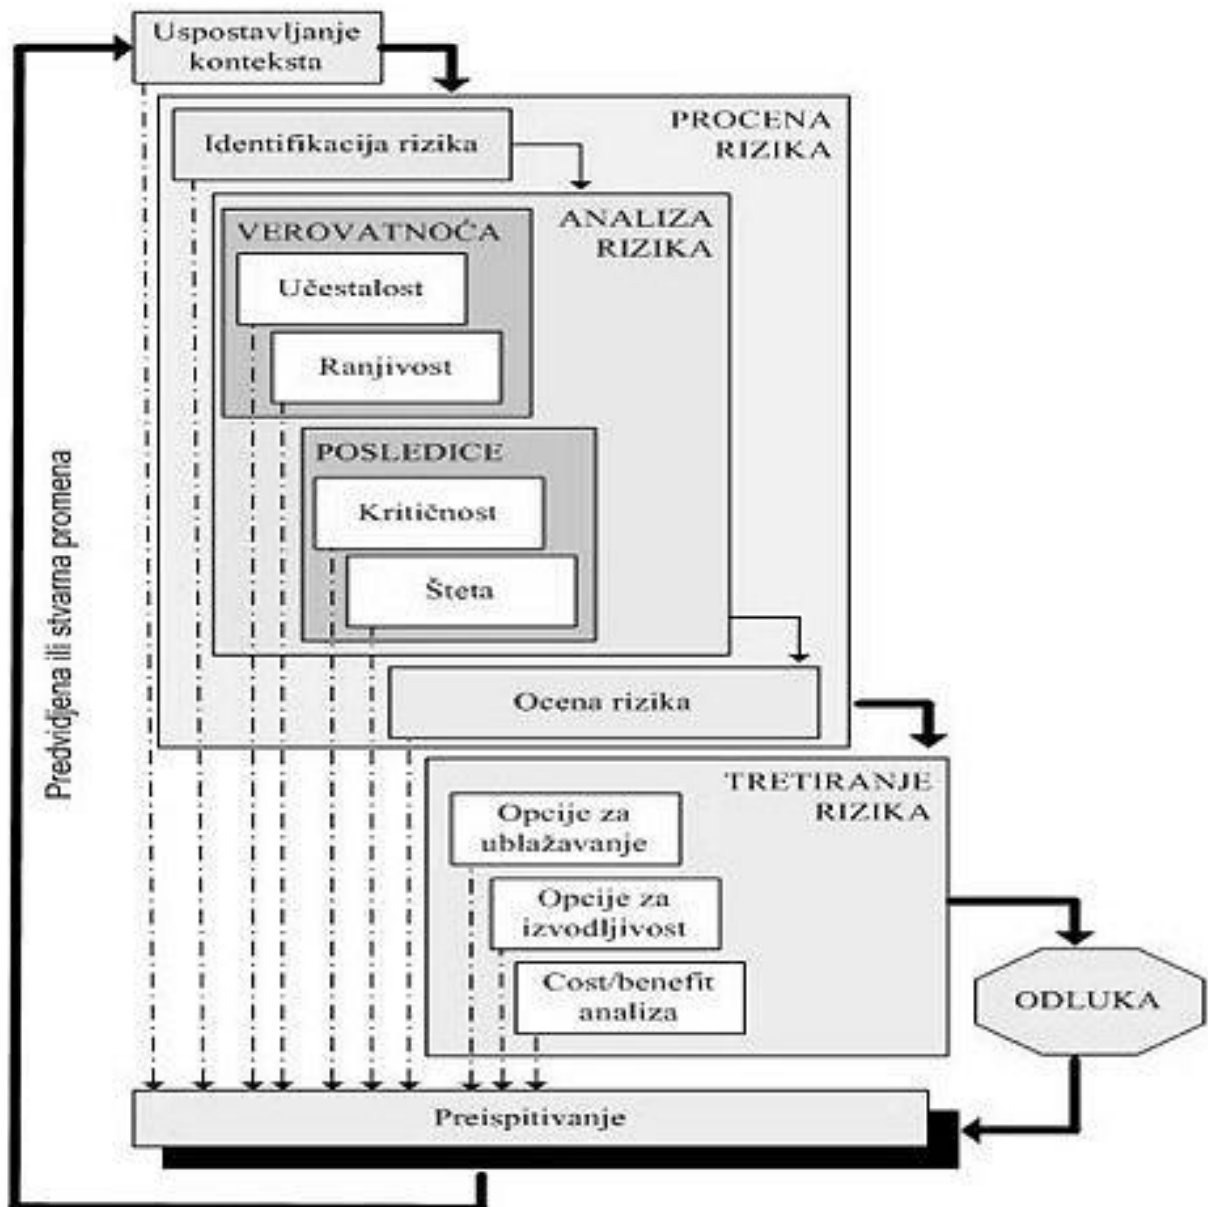 Uspostavljanje
konteksta
PROCENA
RIZIKA
Identifikacija rizika
ANALIZA
RIZIKA
VEROVATNOĆA
Učestalost
Ranjivost
POSLEDICE
Kritičnost
Šteta
Ocena rizika
Predvidjena ili stvarna promena
TRETIRANJE
RIZIKA
Opcije za
ublažavanje
Opcije za
izvodljivost
Cost/benefit
analiza
ODLUKA
Preispitivanje